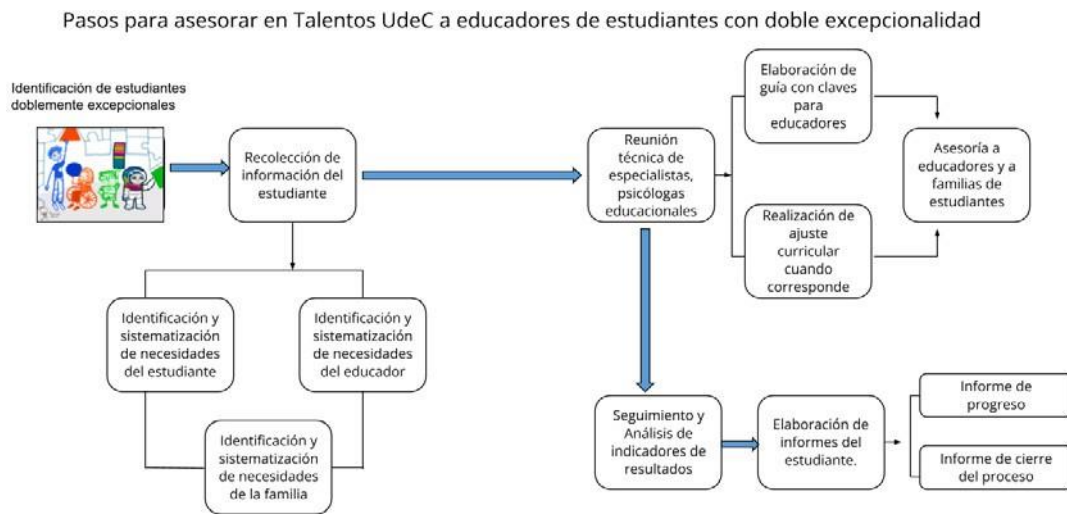 Pasos para asesorar en Talentos UdeC a educadores de estudiantes con doble excepcionalidad
Identificación de estudiantes
doblemente excepcionales
Recolección de
información del
estudiante
Identificación y
sistematización
de necesidades
del estudiante
Identificación y
sistematización
de necesidades
del educador
Identificación y
sistematización
de necesidades
de la familia
Reunión
técnica de
especialistas,
psicólogas
educacionales
Elaboración de
guía con claves
para
educadores
Realización de
ajuste
curricular
cuando
corresponde
Asesoría a
educadores y a
familias de
estudiantes
Seguimiento y
Análisis de
indicadores de
resultados
Elaboración de
informes del
estudiante.
Informe de
progreso
Informe de cierre
del proceso